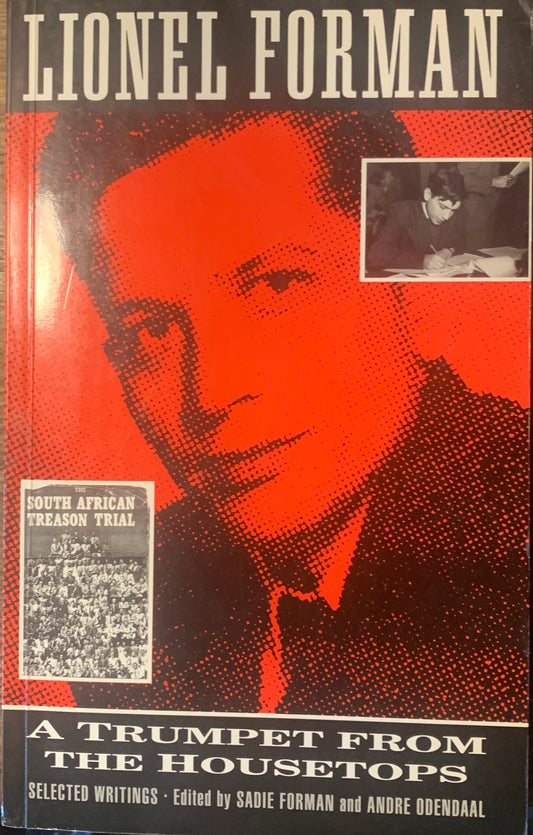 LIONEL FORMAN
THE
SOUTH AFRICAN
TREASON TRIAL
A TRUMPET FROM
THE HOUSETOPS
SELECTED WRITINGS · Edited by SADIE FORMAN and ANDRE ODENDAAL